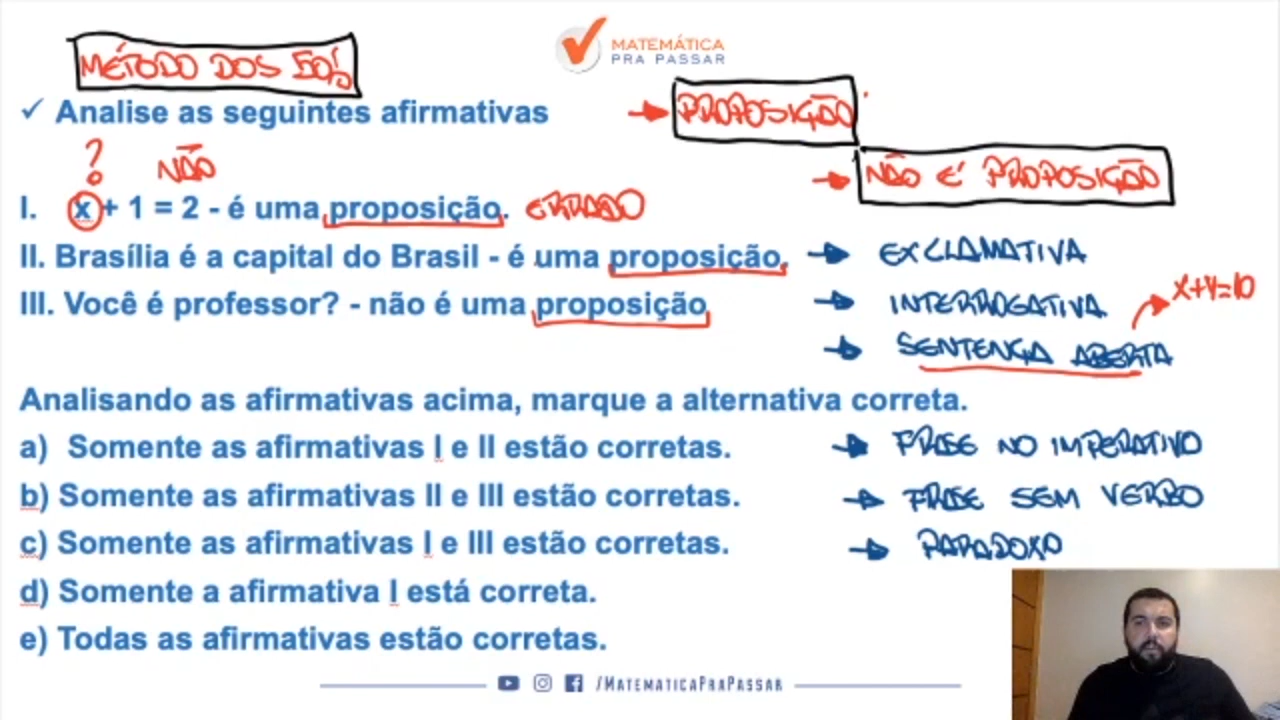 MÉTODO DOS 50's
MATEMÁTICA
PRA PASSAR
✓ Analise as seguintes afirmativas
PROPOSIÇÃO
NÃO É PROPOSIÇÃO
? NÃO
I. x + 1 = 2 - é uma proposição. ERRADO
II. Brasília é a capital do Brasil - é uma proposição.
EXCLAMATIVA
III. Você é professor? - não é uma proposição
INTERROGATIVA
X+Y=10
SENTENÇA ABERTA
Analisando as afirmativas acima, marque a alternativa correta.
a) Somente as afirmativas I e II estão corretas.
FRASE NO IMPERATIVO
b) Somente as afirmativas II e III estão corretas.
FRASE SEM VERBO
c) Somente as afirmativas I e III estão corretas.
PARADOXO
d) Somente a afirmativa I está correta.
e) Todas as afirmativas estão corretas.
/MATEMATICAPRAPASSAR